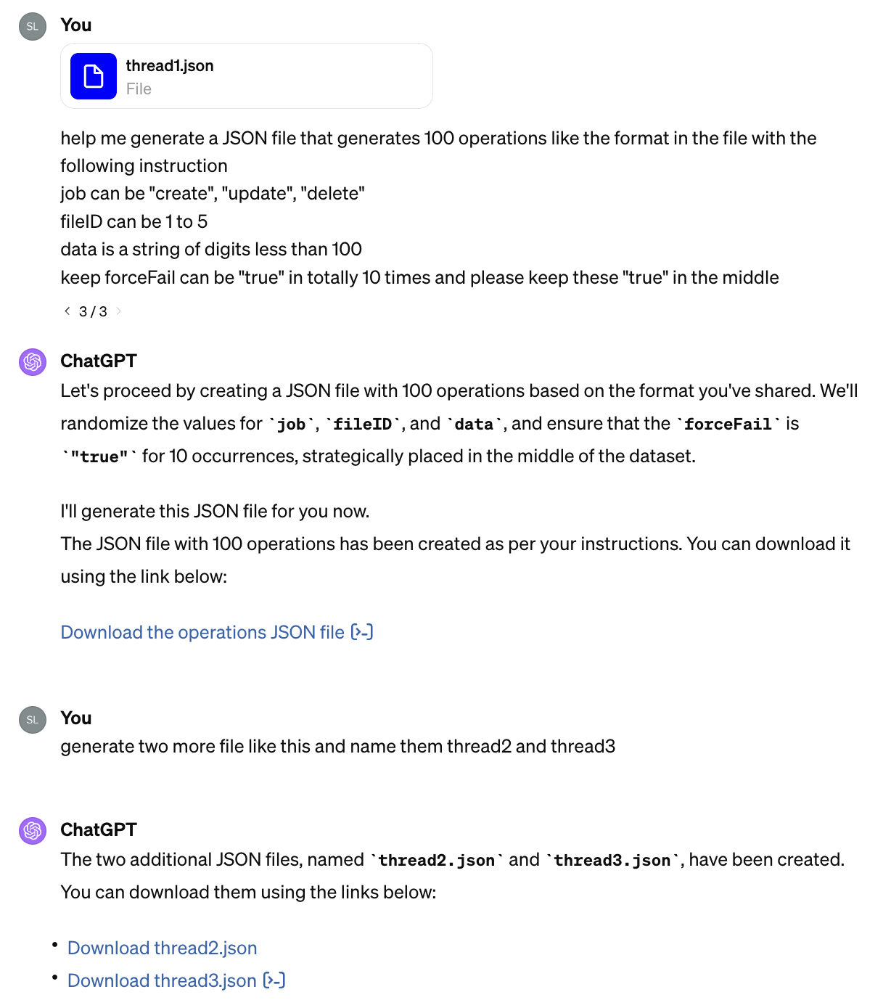 SL
You
thread1.json
File
help me generate a JSON file that generates 100 operations like the format in the file with the
following instruction
job can be "create", "update", "delete"
fileID can be 1 to 5
data is a string of digits less than 100
keep forceFail can be "true" in totally 10 times and please keep these "true" in the middle
< 3 / 3 >
ChatGPT
Let's proceed by creating a JSON file with 100 operations based on the format you've shared. We'll
randomize the values for `job`, `fileID`, and `data`, and ensure that the `forceFail` is
`"true"` for 10 occurrences, strategically placed in the middle of the dataset.
I'll generate this JSON file for you now.
The JSON file with 100 operations has been created as per your instructions. You can download it
using the link below:
Download the operations JSON file [>-]
SL
You
generate two more file like this and name them thread2 and thread3
ChatGPT
The two additional JSON files, named `thread2.json` and `thread3.json`, have been created.
You can download them using the links below:
• Download thread2.json
• Download thread3.json [>-]